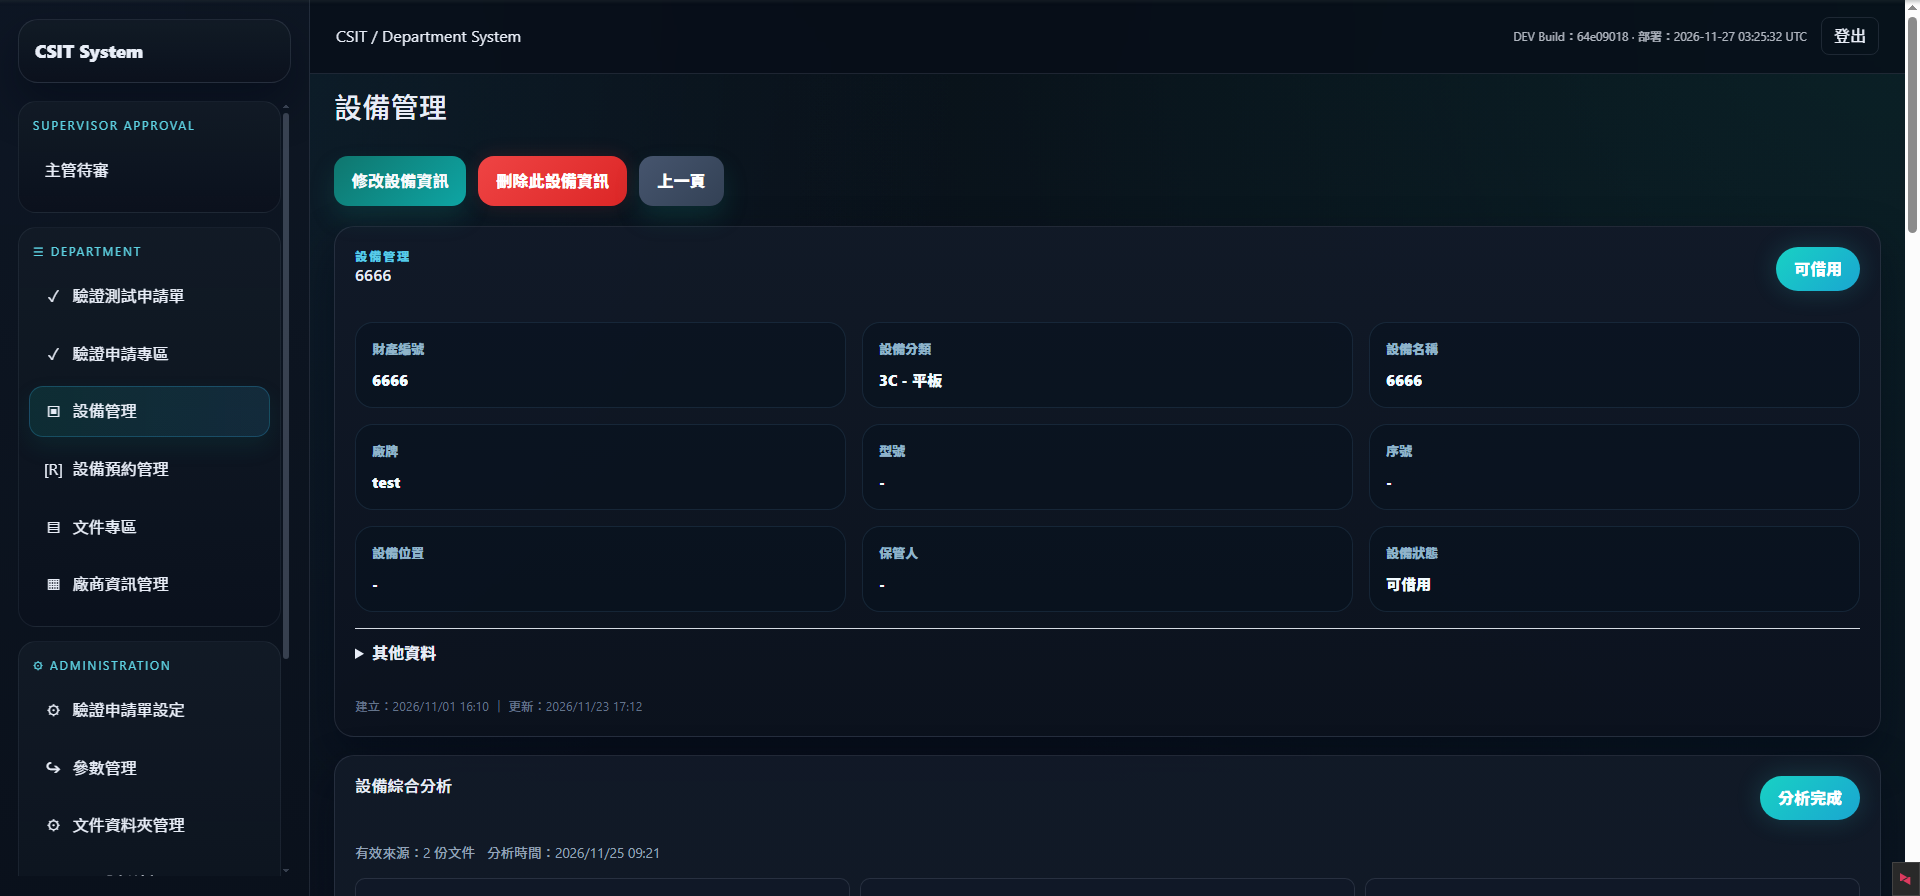 CSIT System
SUPERVISOR APPROVAL
主管待審
☰ DEPARTMENT
✓ 驗證測試申請單
✓ 驗證申請專區
▣ 設備管理
[R] 設備預約管理
▤ 文件專區
▦ 廠商資訊管理
⚙ ADMINISTRATION
⚙ 驗證申請單設定
↪ 參數管理
⚙ 文件資料夾管理
CSIT / Department System
DEV Build：64e09018 · 部署：2026-11-27 03:25:32 UTC
登出
設備管理
修改設備資訊
刪除此設備資訊
上一頁
設備管理
6666
可借用
財產編號
6666
設備分類
3C - 平板
設備名稱
6666
廠牌
test
型號
-
序號
-
設備位置
-
保管人
-
設備狀態
可借用
▶ 其他資料
建立：2026/11/01 16:10 ｜ 更新：2026/11/23 17:12
設備綜合分析
分析完成
有效來源：2 份文件 分析時間：2026/11/25 09:21